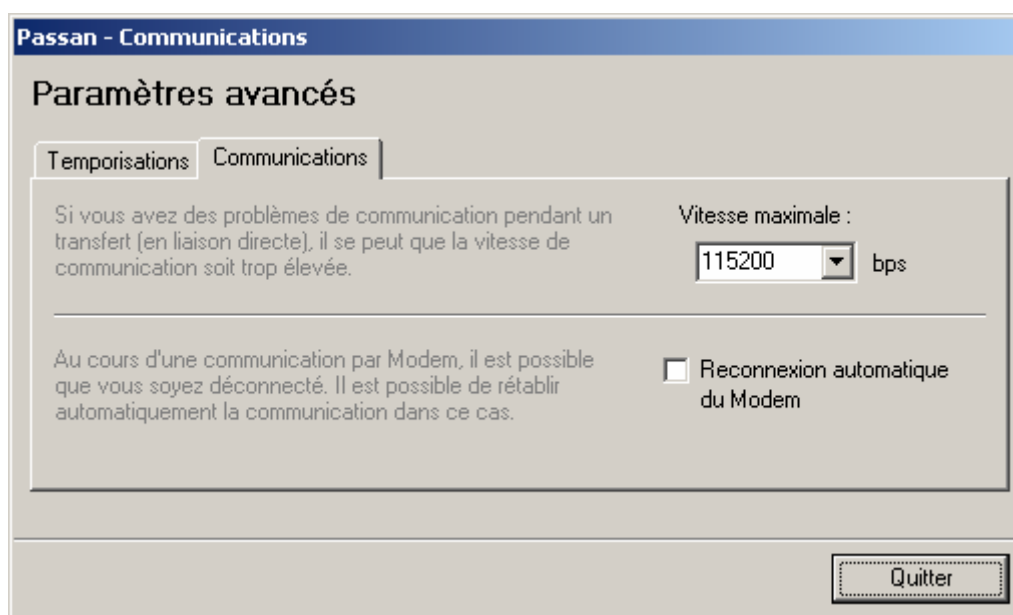 Passan - Communications
Paramètres avancés
Temporisations
Communications
Si vous avez des problèmes de communication pendant un
transfert (en liaison directe), il se peut que la vitesse de
communication soit trop élevée.
Vitesse maximale :
115200
bps
Au cours d'une communication par Modem, il est possible
que vous soyez déconnecté. Il est possible de rétablir
automatiquement la communication dans ce cas.
Reconnexion automatique
du Modem
Quitter